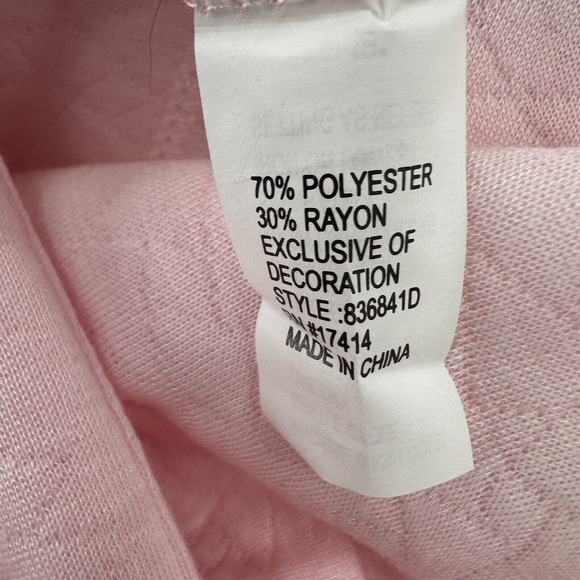 70% POLYESTER
30% RAYON
EXCLUSIVE OF
DECORATION
STYLE :836841D
#17414
MADE IN CHINA